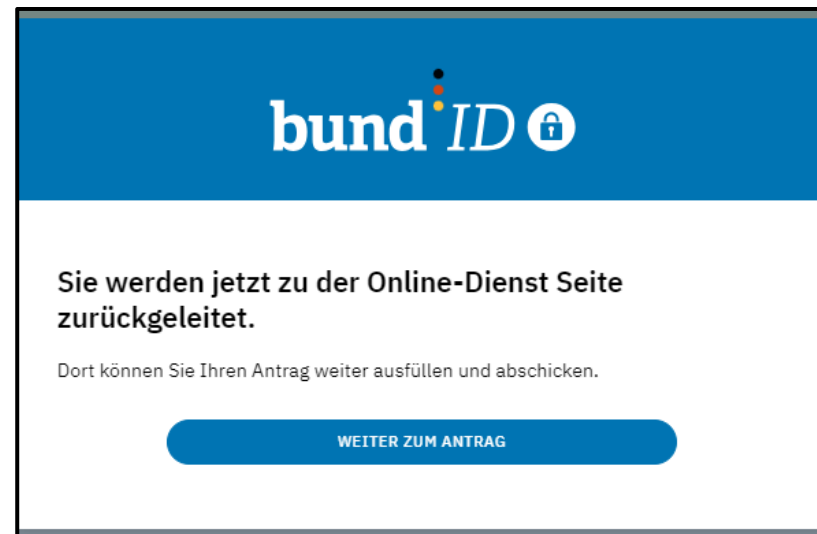 bund ID
Sie werden jetzt zu der Online-Dienst Seite
zurückgeleitet.
Dort können Sie Ihren Antrag weiter ausfüllen und abschicken.
WEITER ZUM ANTRAG